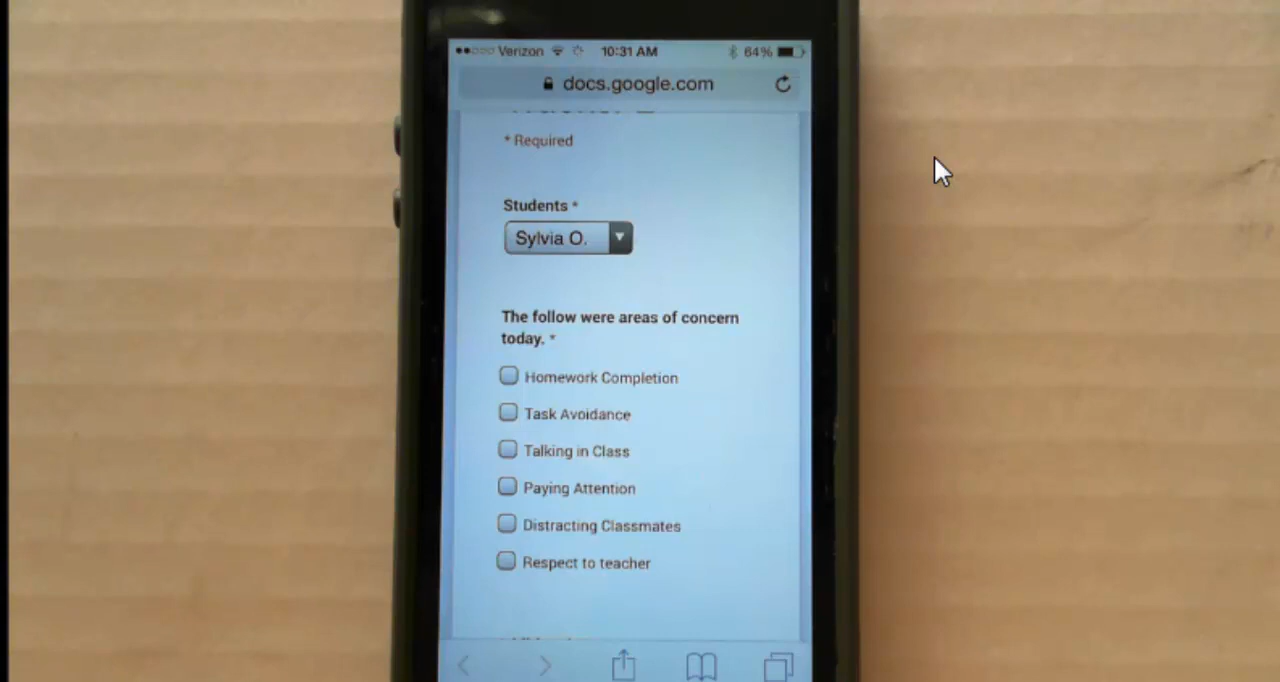 Verizon 10:31 AM 64%
docs.google.com
* Required
Students *
Sylvia O.
The follow were areas of concern
today. *
Homework Completion
Task Avoidance
Talking in Class
Paying Attention
Distracting Classmates
Respect to teacher